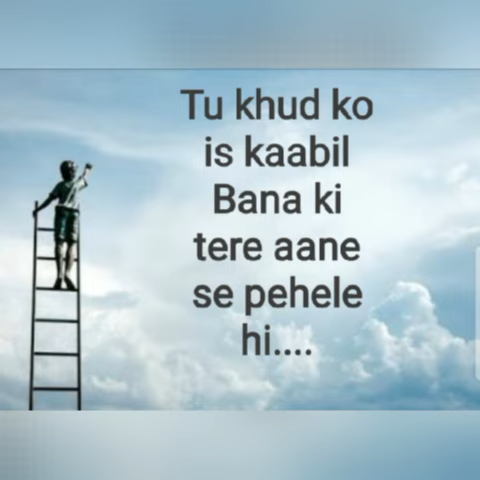 Tu khud ko
is kaabil
Bana ki
tere aane
se pehele
hi....